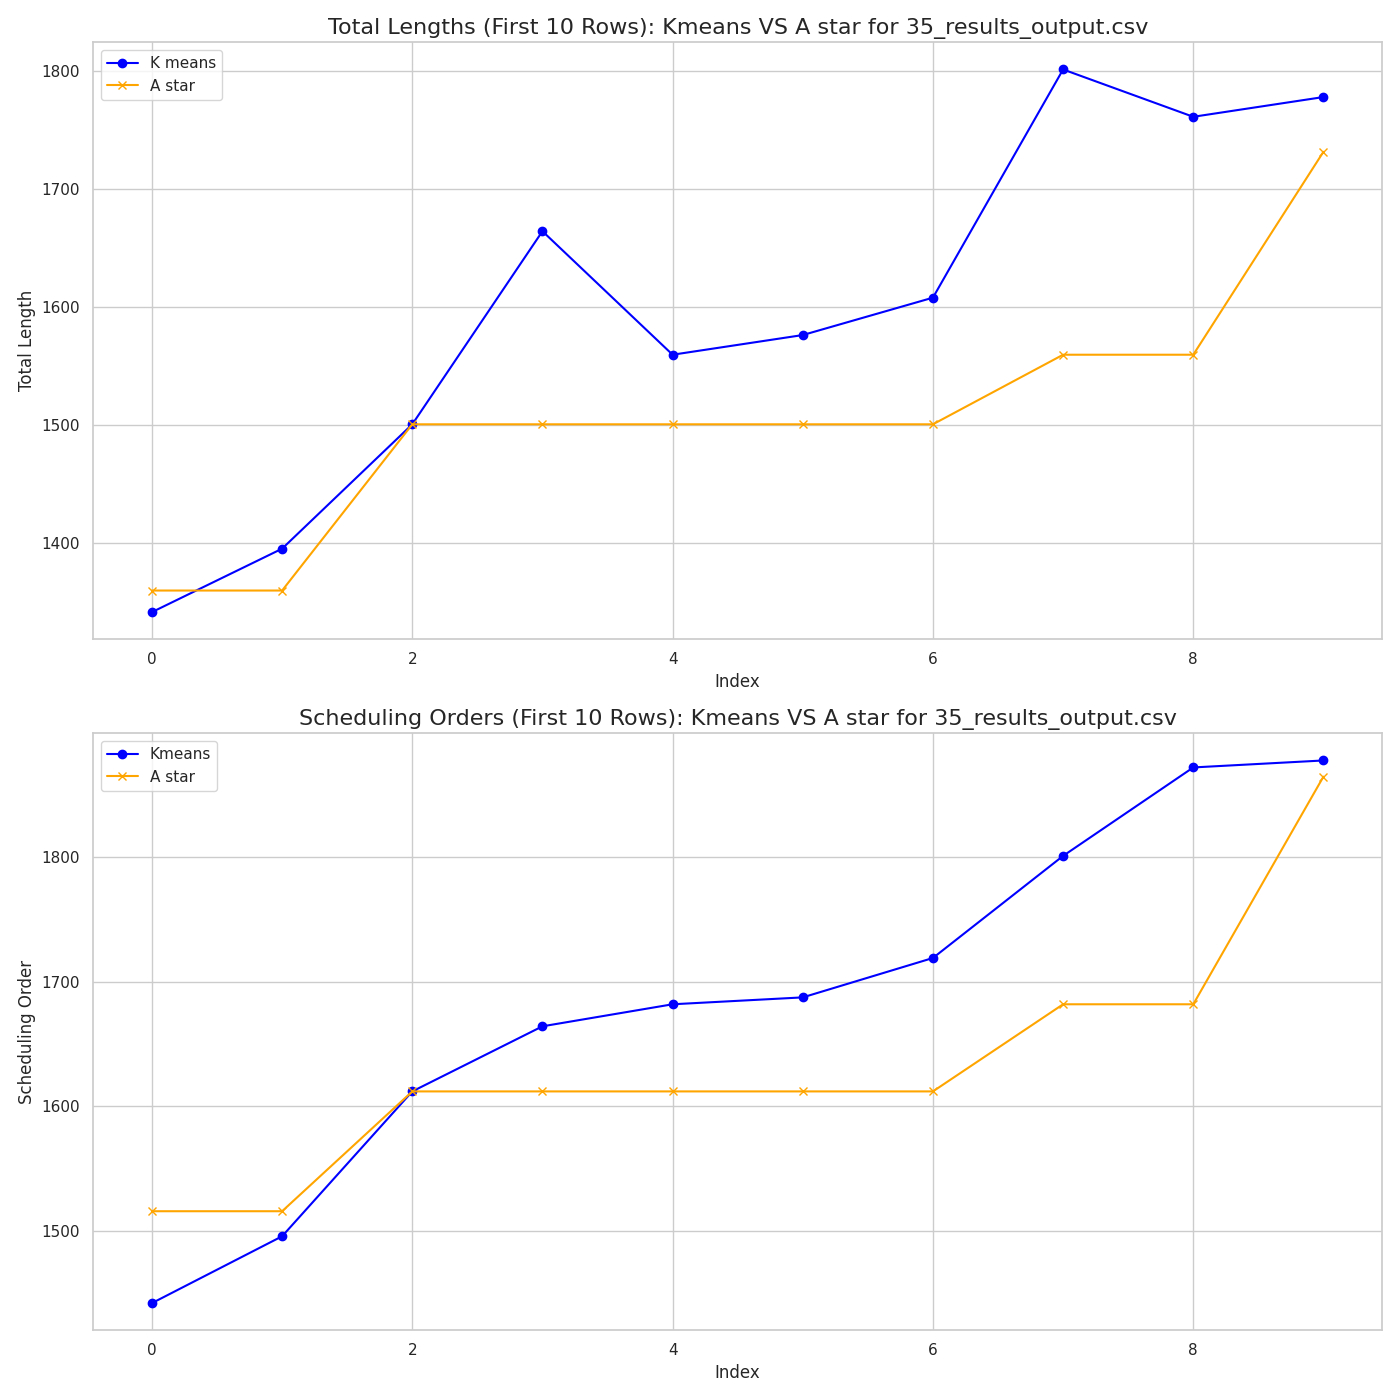 Total Lengths (First 10 Rows): Kmeans VS A star for 35_results_output.csv
K means
A star
1800
1700
1600
1500
1400
Total Length
0 2 4 6 8
Index
Scheduling Orders (First 10 Rows): Kmeans VS A star for 35_results_output.csv
Kmeans
A star
1800
1700
1600
1500
Scheduling Order
0 2 4 6 8
Index